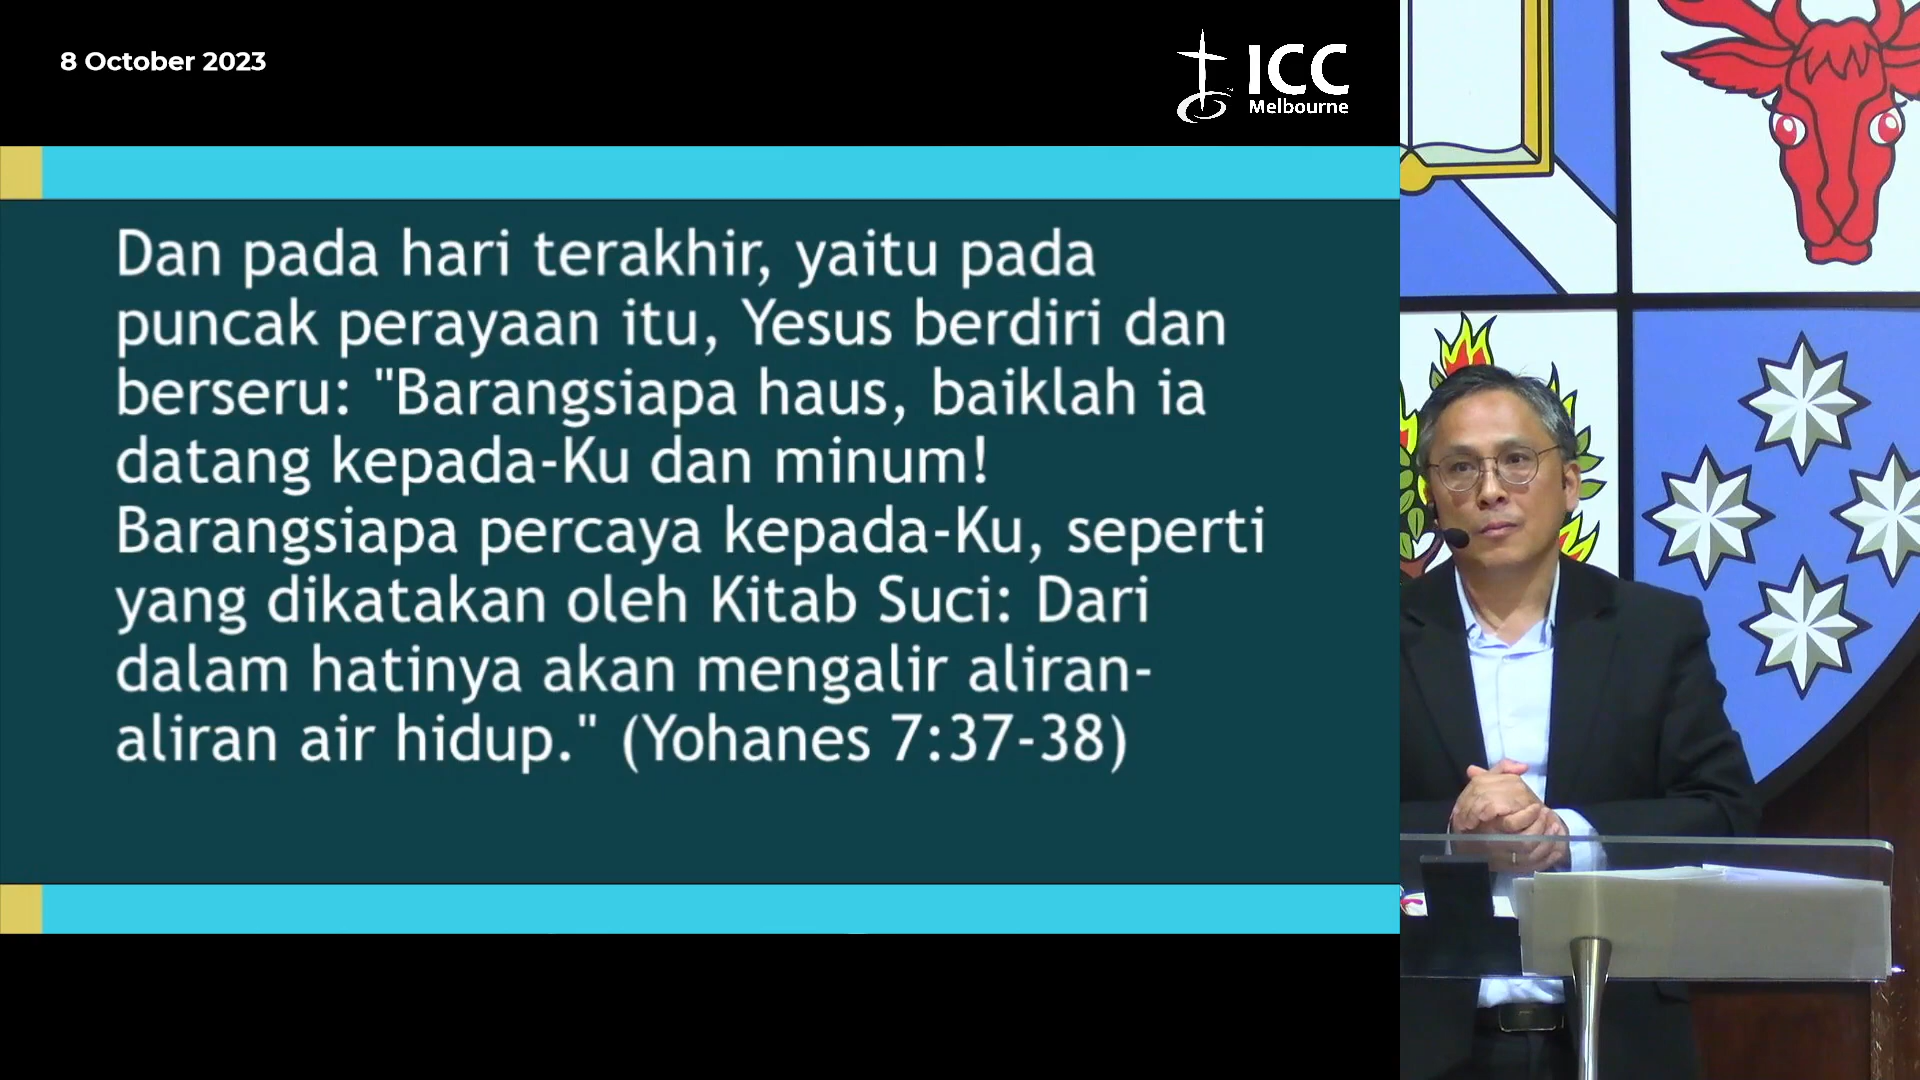 8 October 2023
ICC
Melbourne
Dan pada hari terakhir, yaitu pada
puncak perayaan itu, Yesus berdiri dan
berseru: "Barangsiapa haus, baiklah ia
datang kepada-Ku dan minum!
Barangsiapa percaya kepada-Ku, seperti
yang dikatakan oleh Kitab Suci: Dari
dalam hatinya akan mengalir aliran-
aliran air hidup." (Yohanes 7:37-38)